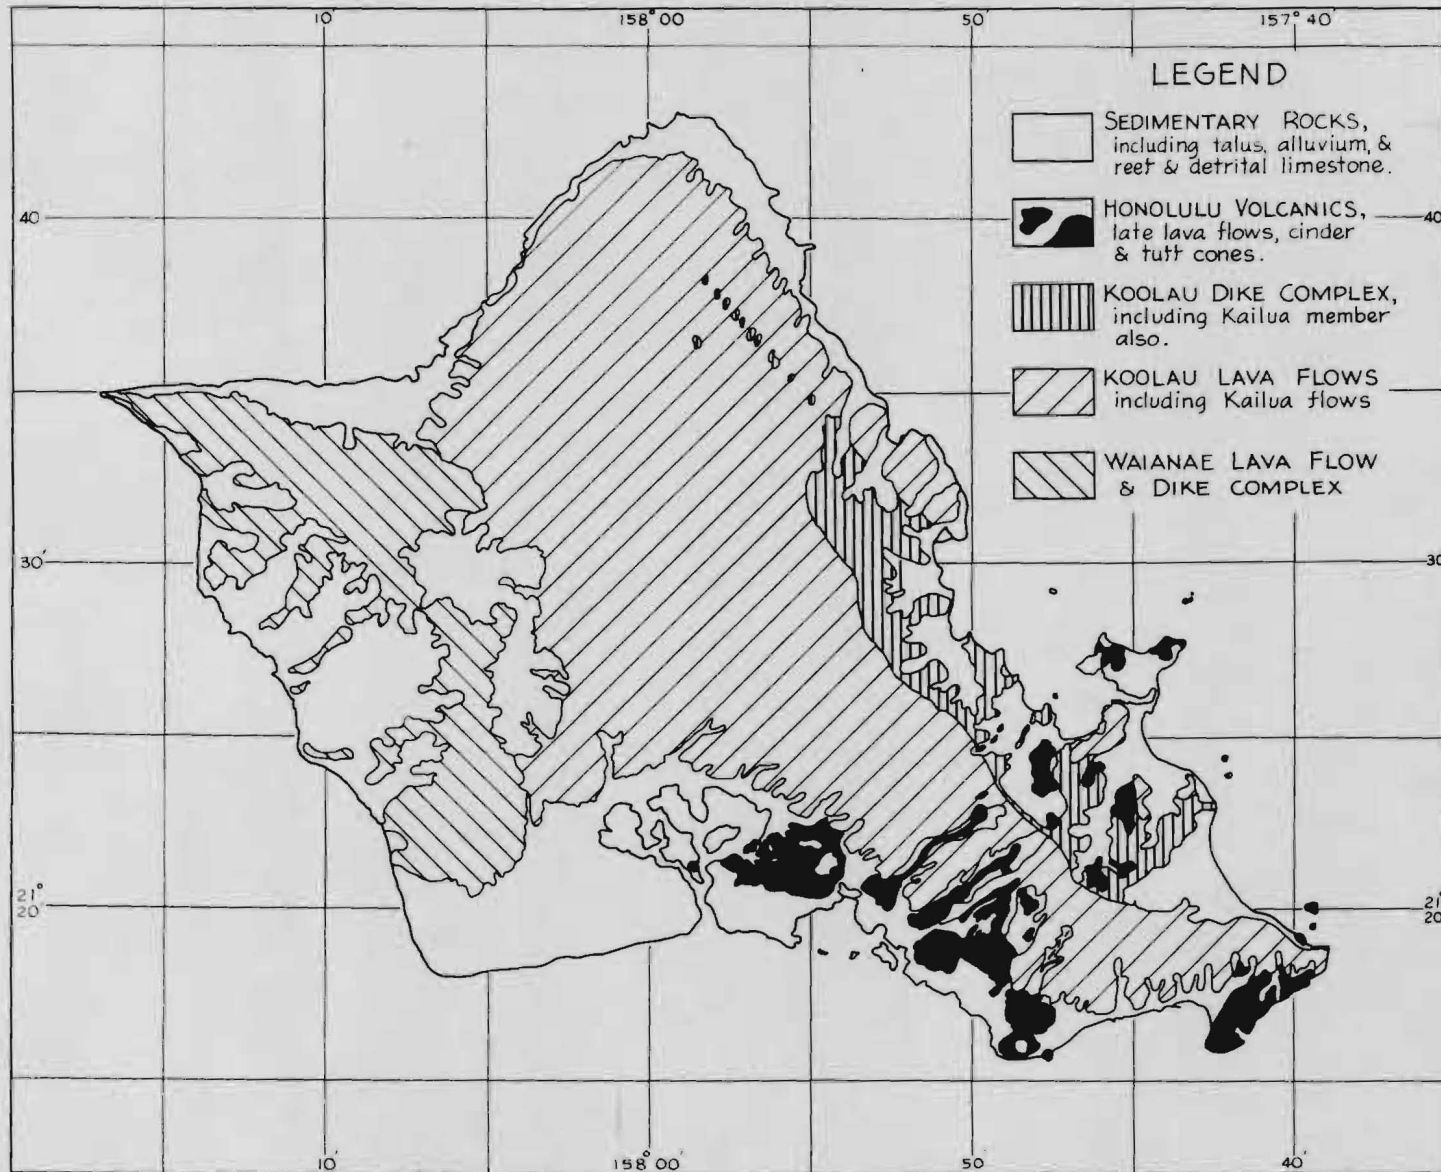 10'
158° 00'
50'
157° 40'
LEGEND
SEDIMENTARY ROCKS,
including talus, alluvium, &
reef & detrital limestone.
HONOLULU VOLCANICS,
late lava flows, cinder
& tuff cones.
KOOLAU DIKE COMPLEX,
including Kailua member
also.
KOOLAU LAVA FLOWS
including Kailua flows
WAIANAE LAVA FLOW
& DIKE COMPLEX
40'
40'
30'
30'
21°
20'
21°
20'
10'
158° 00'
50'
40'